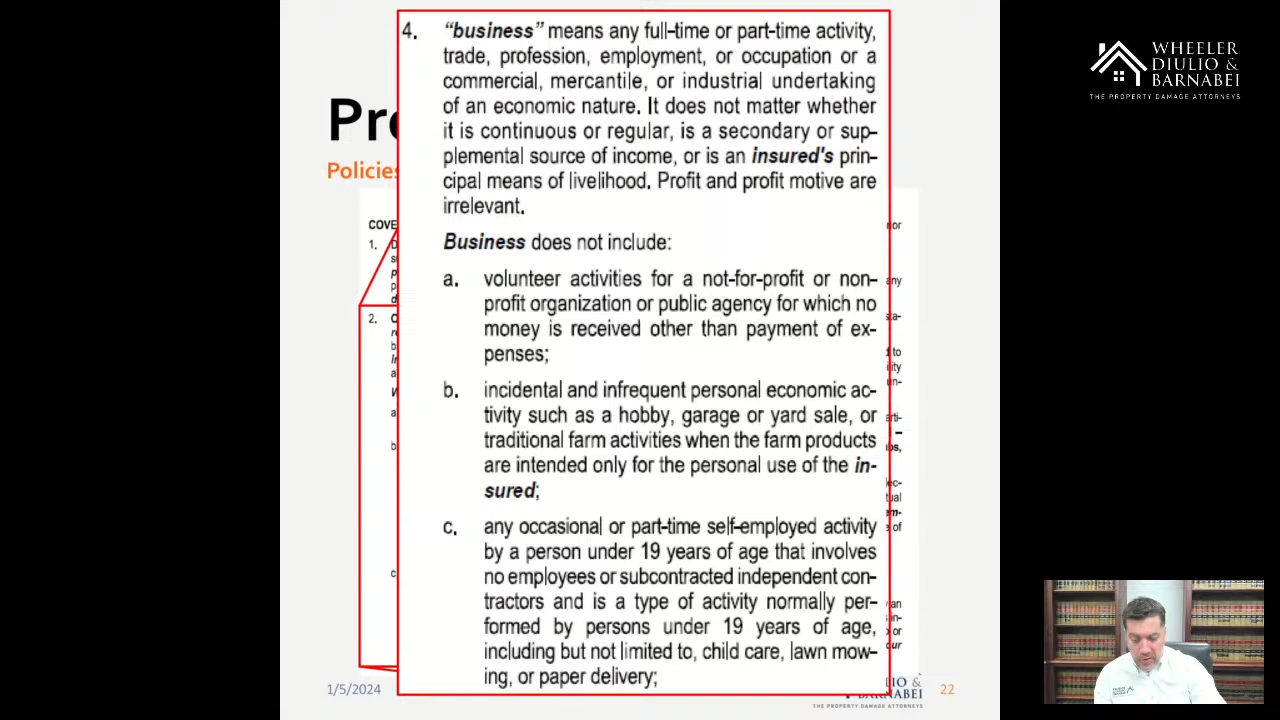 4. "business" means any full-time or part-time activity,
trade, profession, employment, or occupation or a
commercial, mercantile, or industrial undertaking
of an economic nature. It does not matter whether
it is continuous or regular, is a secondary or sup-
plemental source of income, or is an insured's prin-
cipal means of livelihood. Profit and profit motive are
irrelevant.
Business does not include:
a. volunteer activities for a not-for-profit or non-
profit organization or public agency for which no
money is received other than payment of ex-
penses;
b. incidental and infrequent personal economic ac-
tivity such as a hobby, garage or yard sale, or
traditional farm activities when the farm products
are intended only for the personal use of the in-
sured;
c. any occasional or part-time self-employed activity
by a person under 19 years of age that involves
no employees or subcontracted independent con-
tractors and is a type of activity normally per-
formed by persons under 19 years of age,
including but not limited to, child care, lawn mow-
ing, or paper delivery;
Policies
1.
2.
1/5/2024
THE PROPERTY DAMAGE ATTORNEYS
22
WHEELER
DIULIO &
BARNABEI
THE PROPERTY DAMAGE ATTORNEYS